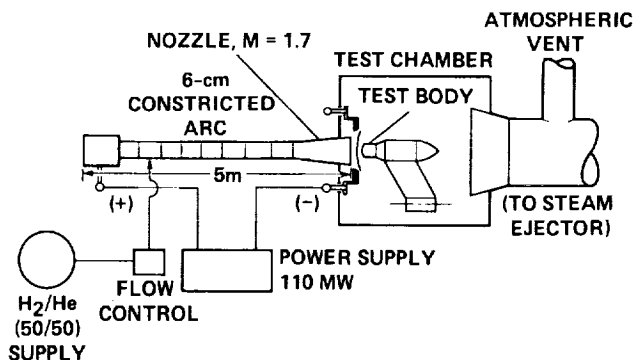 ATMOSPHERIC
VENT
NOZZLE, M = 1.7
TEST CHAMBER
6-cm
CONSTRICTED
ARC
TEST BODY
5m
(+)
(−)
(TO STEAM
EJECTOR)
POWER SUPPLY
110 MW
FLOW
CONTROL
H₂/He
(50/50)
SUPPLY